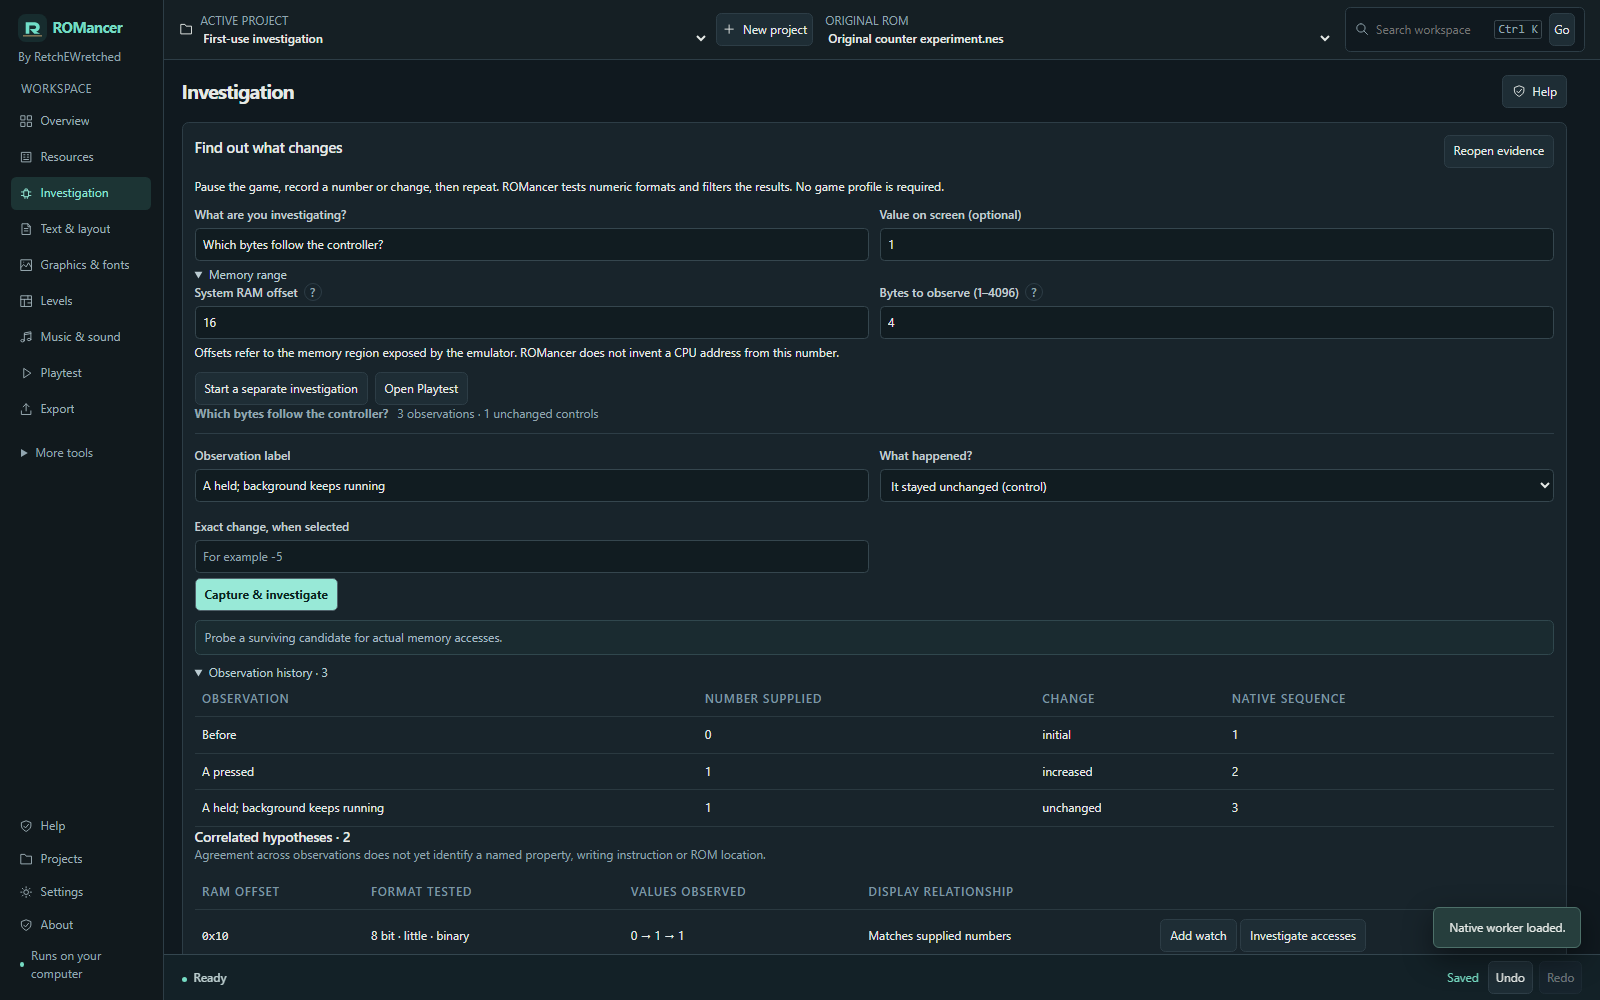 ROMancer
By RetchEWretched
WORKSPACE
Overview
Resources
Investigation
Text & layout
Graphics & fonts
Levels
Music & sound
Playtest
Export
More tools
Help
Projects
Settings
About
Runs on your
computer
ACTIVE PROJECT
First-use investigation
New project
ORIGINAL ROM
Original counter experiment.nes
Search workspace
Ctrl K
Go
Investigation
Help
Find out what changes
Reopen evidence
Pause the game, record a number or change, then repeat. ROMancer tests numeric formats and filters the results. No game profile is required.
What are you investigating?
Value on screen (optional)
Which bytes follow the controller?
1
Memory range
System RAM offset ?
Bytes to observe (1–4096) ?
16
4
Offsets refer to the memory region exposed by the emulator. ROMancer does not invent a CPU address from this number.
Start a separate investigation
Open Playtest
Which bytes follow the controller? 3 observations · 1 unchanged controls
Observation label
What happened?
A held; background keeps running
It stayed unchanged (control)
Exact change, when selected
For example -5
Capture & investigate
Probe a surviving candidate for actual memory accesses.
Observation history · 3
OBSERVATION NUMBER SUPPLIED CHANGE NATIVE SEQUENCE
Before 0 initial 1
A pressed 1 increased 2
A held; background keeps running 1 unchanged 3
Correlated hypotheses · 2
Agreement across observations does not yet identify a named property, writing instruction or ROM location.
RAM OFFSET FORMAT TESTED VALUES OBSERVED DISPLAY RELATIONSHIP
0x10 8 bit · little · binary 0 → 1 → 1 Matches supplied numbers Add watch Investigate accesses
Native worker loaded.
Ready
Saved
Undo
Redo